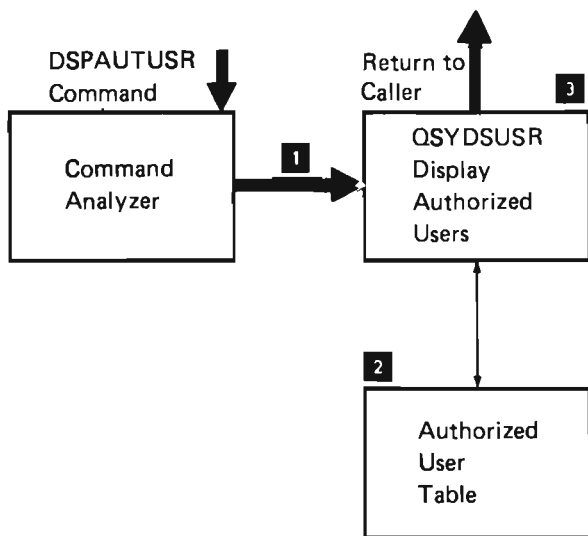 DSPAUTUSR
Command
Return to
Caller
3
Command
Analyzer
1
QSYDSUSR
Display
Authorized
Users
2
Authorized
User
Table